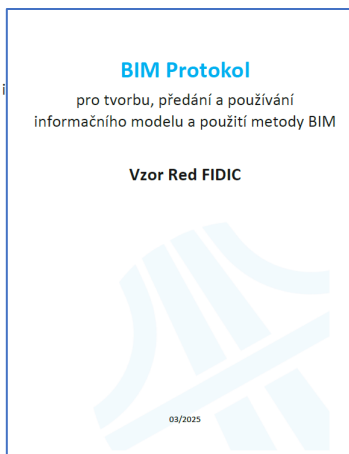 BIM Protokol
pro tvorbu, předání a používání
informačního modelu a použití metody BIM
Vzor Red FIDIC
03/2025